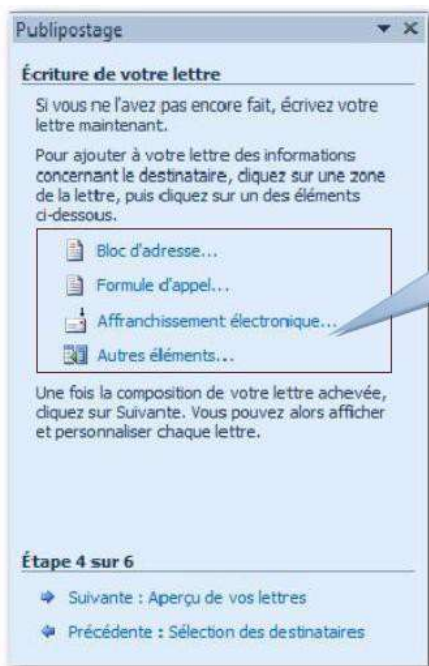 Publipostage
Écriture de votre lettre
Si vous ne l'avez pas encore fait, écrivez votre
lettre maintenant.
Pour ajouter à votre lettre des informations
concernant le destinataire, cliquez sur une zone
de la lettre, puis cliquez sur un des éléments
ci-dessous.
Bloc d'adresse...
Formule d'appel...
Affranchissement électronique...
Autres éléments...
Une fois la composition de votre lettre achevée,
cliquez sur Suivante. Vous pouvez alors afficher
et personnaliser chaque lettre.
Étape 4 sur 6
Suivante : Aperçu de vos lettres
Précédente : Sélection des destinataires